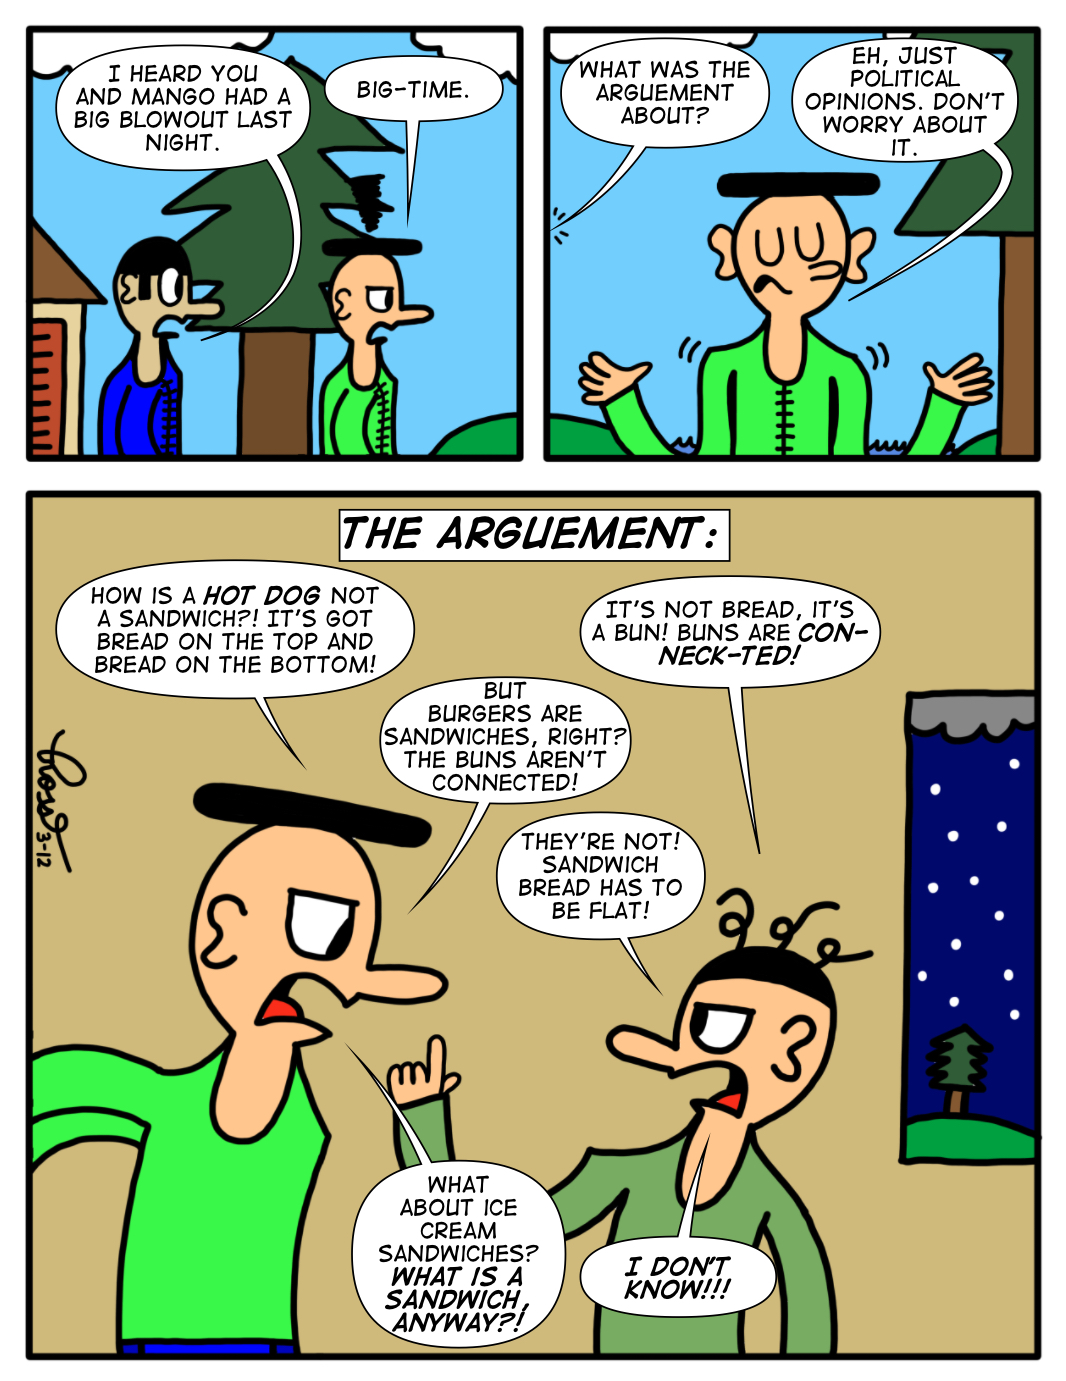 I HEARD YOU
AND MANGO HAD A
BIG BLOWOUT LAST
NIGHT.
BIG-TIME.
WHAT WAS THE
ARGUEMENT
ABOUT?
EH, JUST
POLITICAL
OPINIONS. DON'T
WORRY ABOUT
IT.
THE ARGUEMENT:
HOW IS A HOT DOG NOT
A SANDWICH?! IT'S GOT
BREAD ON THE TOP AND
BREAD ON THE BOTTOM!
IT'S NOT BREAD, IT'S
A BUN! BUNS ARE CON-
NECK-TED!
BUT
BURGERS ARE
SANDWICHES, RIGHT?
THE BUNS AREN'T
CONNECTED!
THEY'RE NOT!
SANDWICH
BREAD HAS TO
BE FLAT!
WHAT
ABOUT ICE
CREAM
SANDWICHES?
WHAT IS A
SANDWICH,
ANYWAY?!
I DON'T
KNOW!!!
3-12